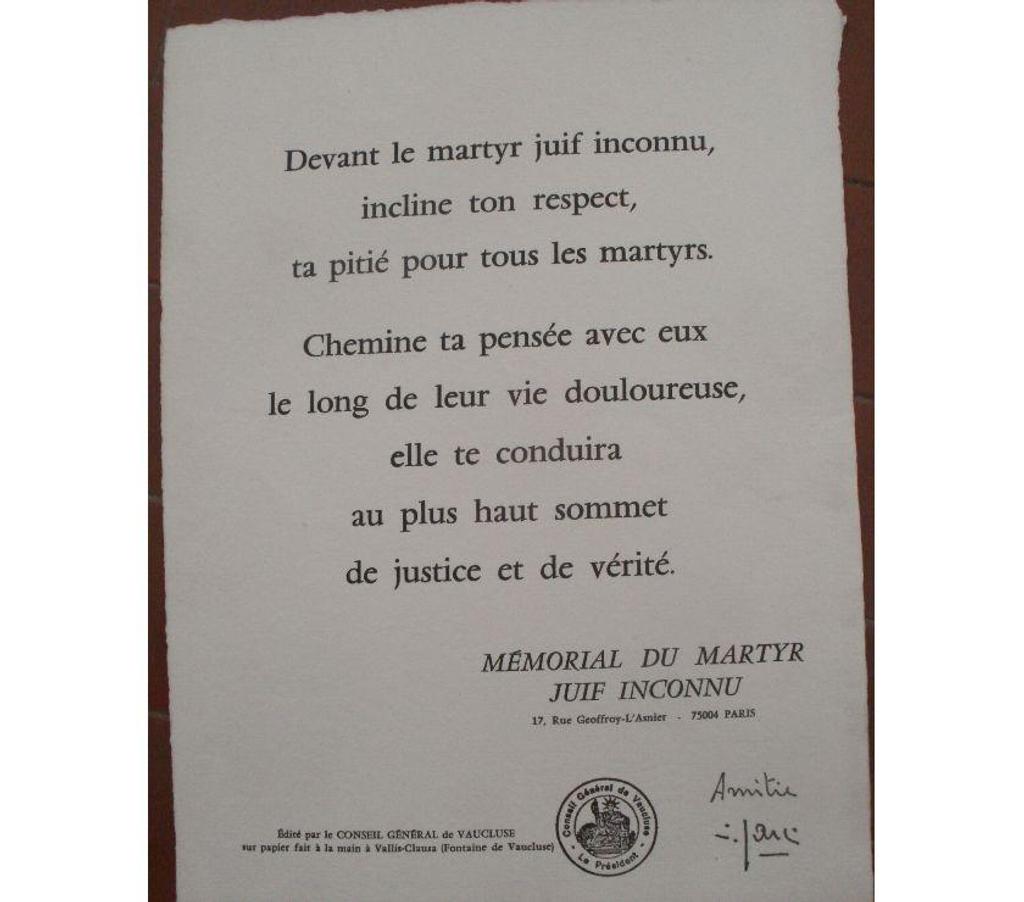 Devant le martyr juif inconnu,
incline ton respect,
ta pitié pour tous les martyrs.
Chemine ta pensée avec eux
le long de leur vie douloureuse,
elle te conduira
au plus haut sommet
de justice et de vérité.
MÉMORIAL DU MARTYR
JUIF INCONNU
17, Rue Geoffroy-L'Asnier - 75004 PARIS
Édité par le CONSEIL GÉNÉRAL de VAUCLUSE
sur papier fait à la main à Vallis-Clausa (Fontaine de Vaucluse)
Conseil Général de Vaucluse
- Le Président -
Amitié